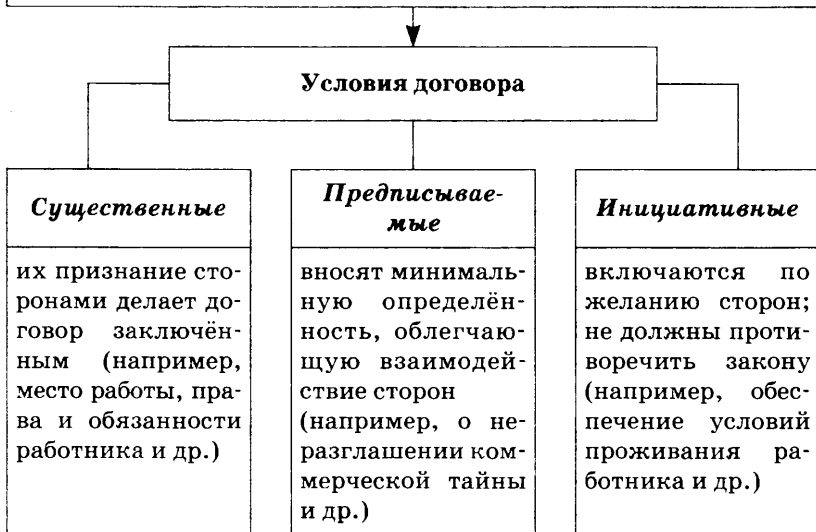 Условия договора
Существенные
их признание сто-
ронами делает до-
говор заключён-
ным (например,
место работы, пра-
ва и обязанности
работника и др.)
Предписывае-
мые
вносят минималь-
ную определён-
ность, облегчаю-
щую взаимодей-
ствие сторон
(например, о не-
разглашении ком-
мерческой тайны
и др.)
Инициативные
включаются по
желанию сторон;
не должны проти-
воречить закону
(например, обес-
печение условий
проживания ра-
ботника и др.)